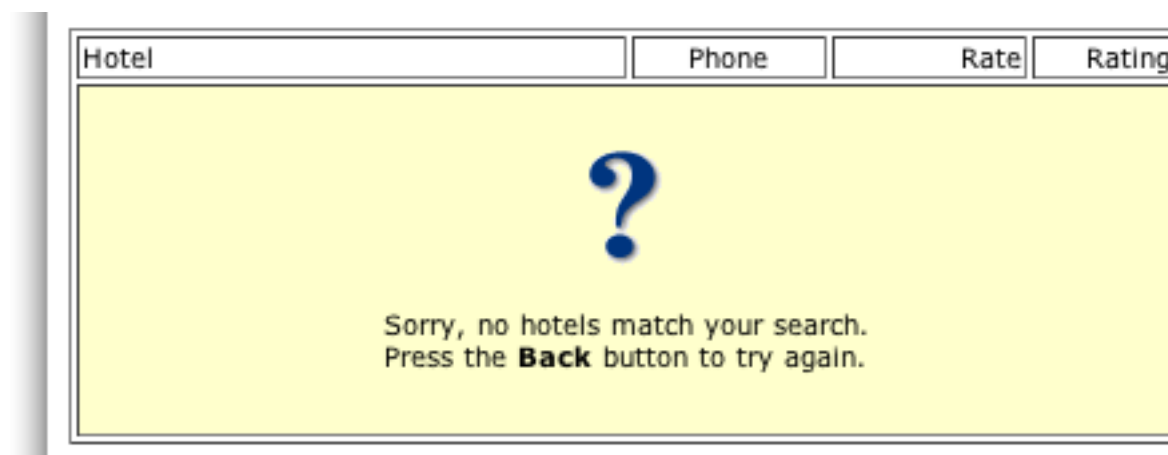 Hotel Phone Rate Rating
?
Sorry, no hotels match your search.
Press the Back button to try again.